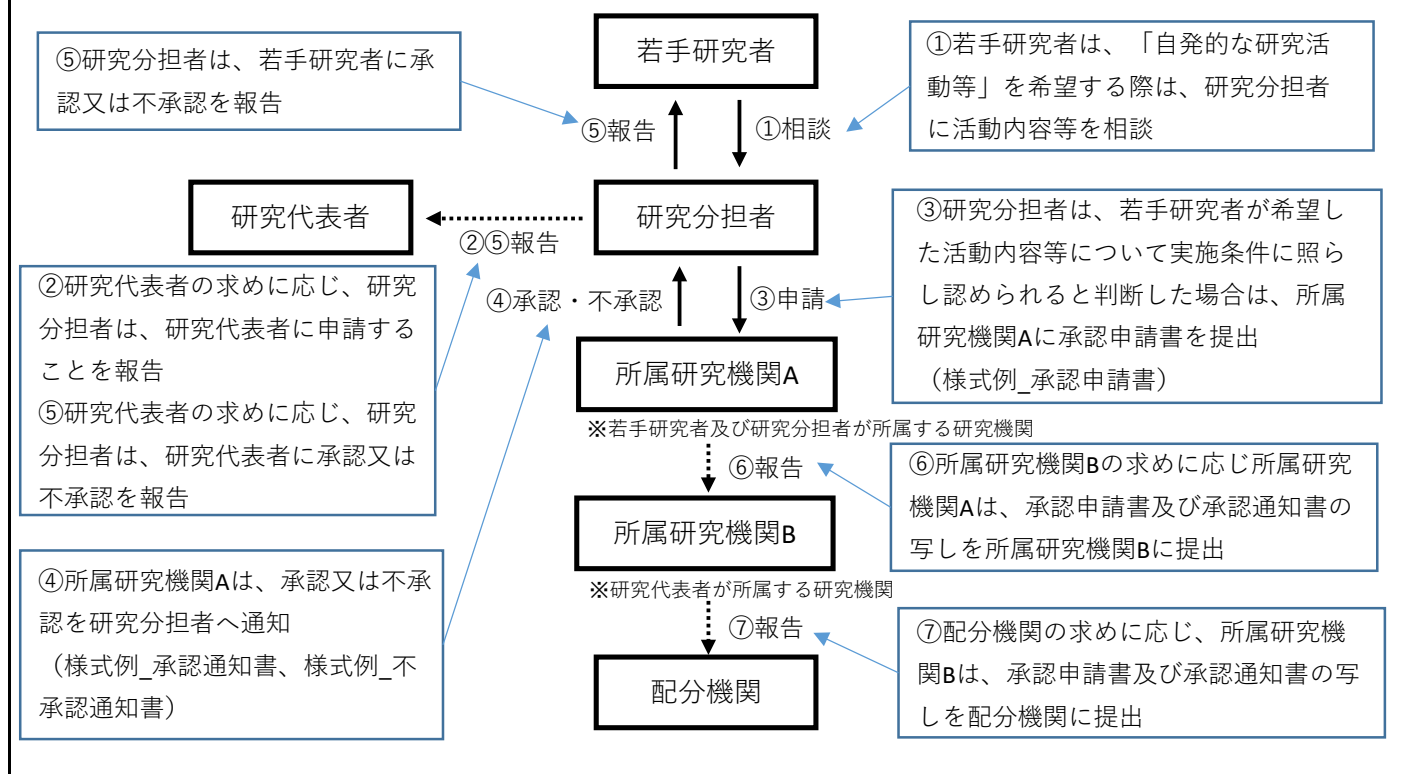 若手研究者
⑤研究分担者は、若手研究者に承
認又は不承認を報告
①若手研究者は、「自発的な研究活
動等」を希望する際は、研究分担者
に活動内容等を相談
⑤報告
①相談
研究代表者
研究分担者
②⑤報告
③研究分担者は、若手研究者が希望し
た活動内容等について実施条件に照ら
し認められると判断した場合は、所属
研究機関Aに承認申請書を提出
（様式例_承認申請書）
②研究代表者の求めに応じ、研究
分担者は、研究代表者に申請する
ことを報告
⑤研究代表者の求めに応じ、研究
分担者は、研究代表者に承認又は
不承認を報告
④承認・不承認
③申請
所属研究機関A
※若手研究者及び研究分担者が所属する研究機関
⑥報告
⑥所属研究機関Bの求めに応じ所属研究
機関Aは、承認申請書及び承認通知書の
写しを所属研究機関Bに提出
所属研究機関B
※研究代表者が所属する研究機関
④所属研究機関Aは、承認又は不承
認を研究分担者へ通知
（様式例_承認通知書、様式例_不
承認通知書）
⑦報告
⑦配分機関の求めに応じ、所属研究機
関Bは、承認申請書及び承認通知書の写
しを配分機関に提出
配分機関